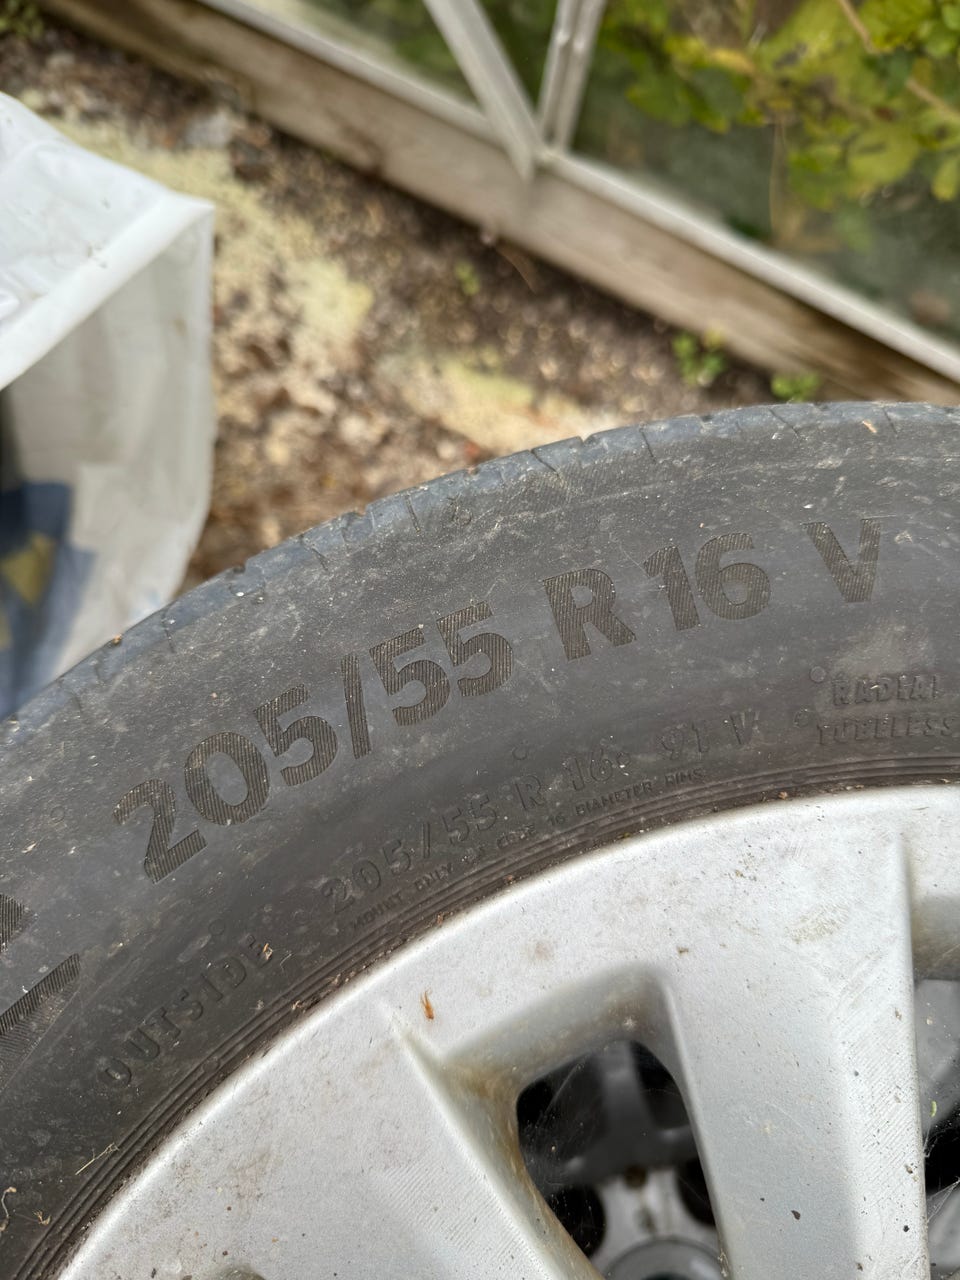 205/55 R16 V
RADIAL
TUBELESS
205/55 R 16 91 V
MOUNT ONLY ON 16 DIAMETER RIMS
OUTSIDE